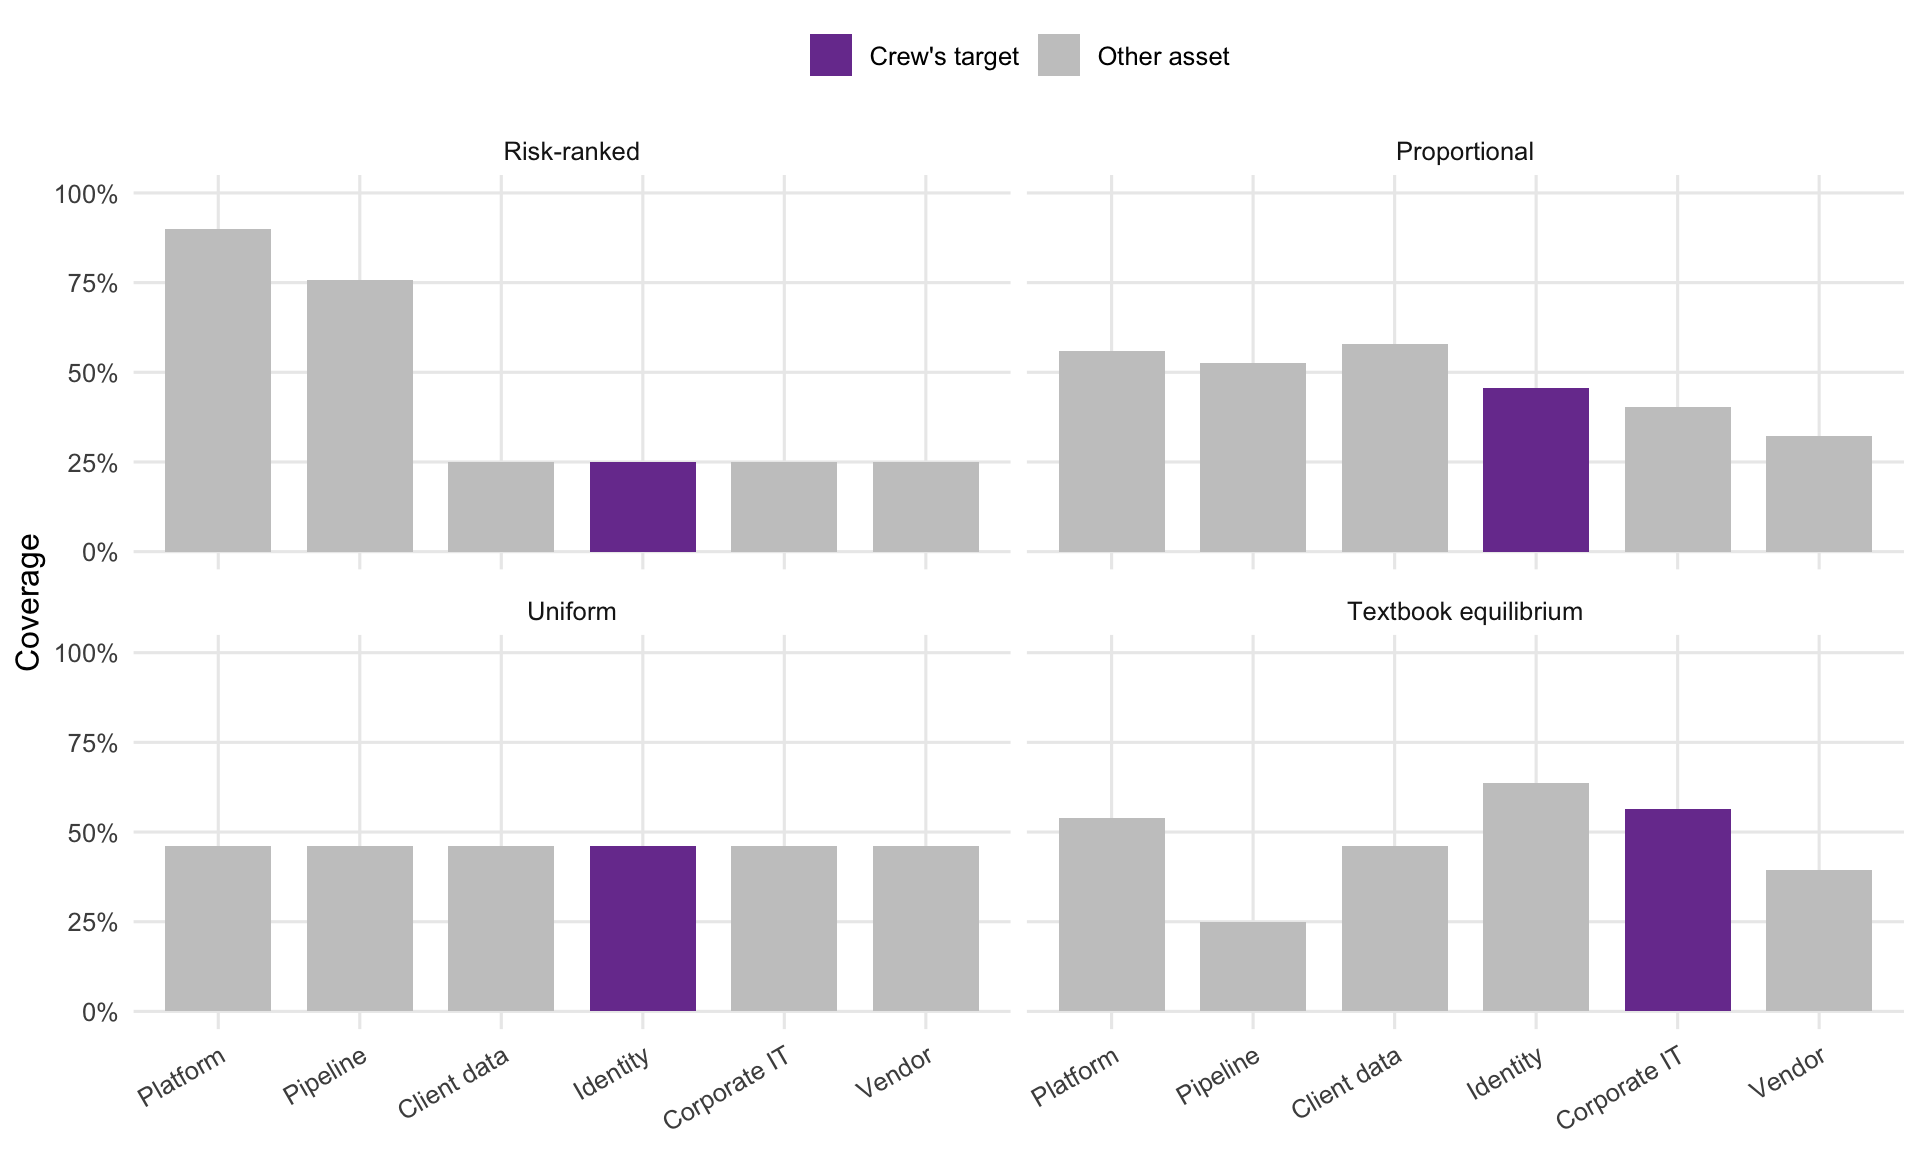 Crew's target
Other asset
Risk-ranked
Proportional
100%
75%
50%
25%
0%
Coverage
Uniform
Textbook equilibrium
100%
75%
50%
25%
0%
Platform
Pipeline
Client data
Identity
Corporate IT
Vendor
Platform
Pipeline
Client data
Identity
Corporate IT
Vendor